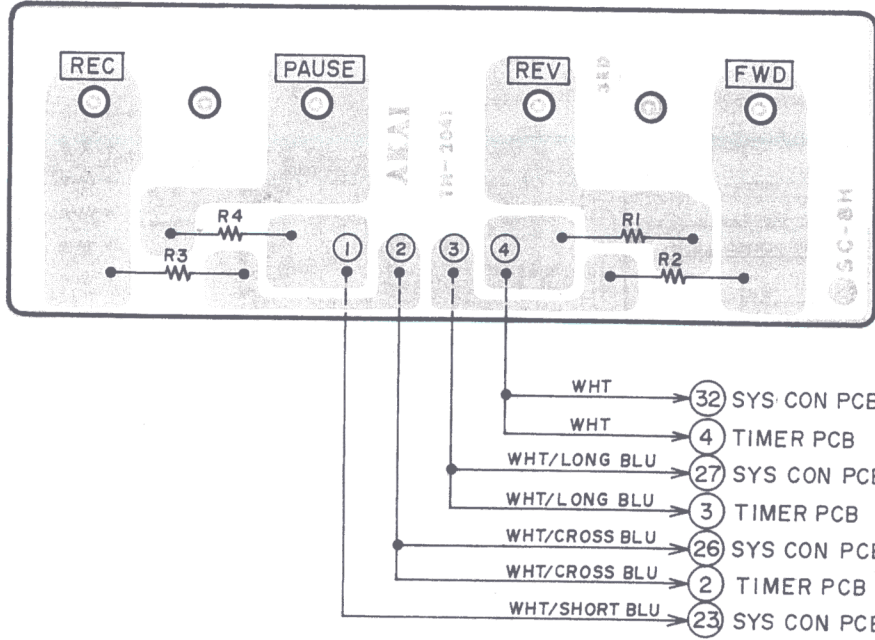 REC
PAUSE
REV
FWD
3RD
AKAI
SC-8H
R4
R3
R1
R2
1
2
3
4
WHT 32 SYS CON PCB
WHT 4 TIMER PCB
WHT/LONG BLU 27 SYS CON PCB
WHT/LONG BLU 3 TIMER PCB
WHT/CROSS BLU 26 SYS CON PCB
WHT/CROSS BLU 2 TIMER PCB
WHT/SHORT BLU 23 SYS CON PCB